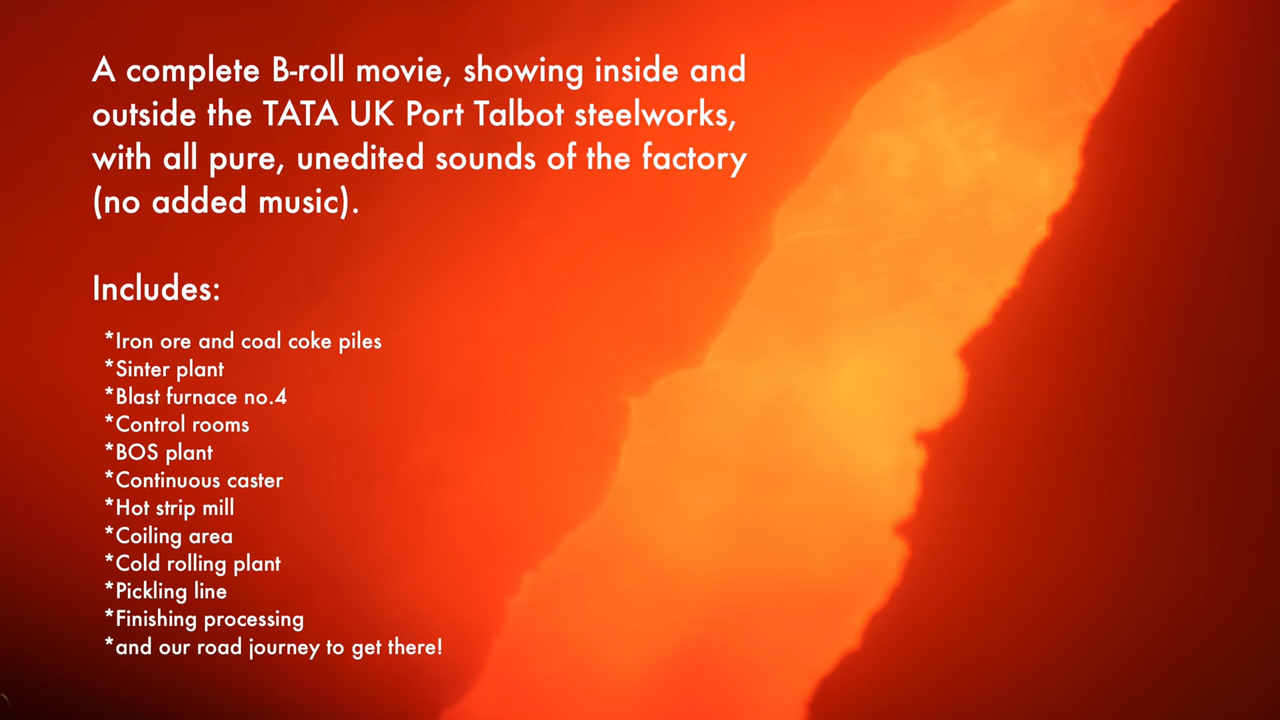 A complete B-roll movie, showing inside and
outside the TATA UK Port Talbot steelworks,
with all pure, unedited sounds of the factory
(no added music).
Includes:
*Iron ore and coal coke piles
*Sinter plant
*Blast furnace no.4
*Control rooms
*BOS plant
*Continuous caster
*Hot strip mill
*Coiling area
*Cold rolling plant
*Pickling line
*Finishing processing
*and our road journey to get there!